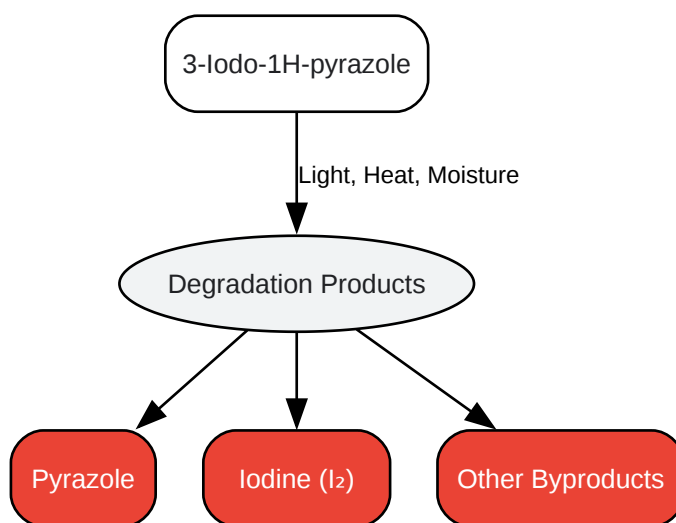 3-Iodo-1H-pyrazole
Light, Heat, Moisture
Degradation Products
Pyrazole
Iodine (I₂)
Other Byproducts